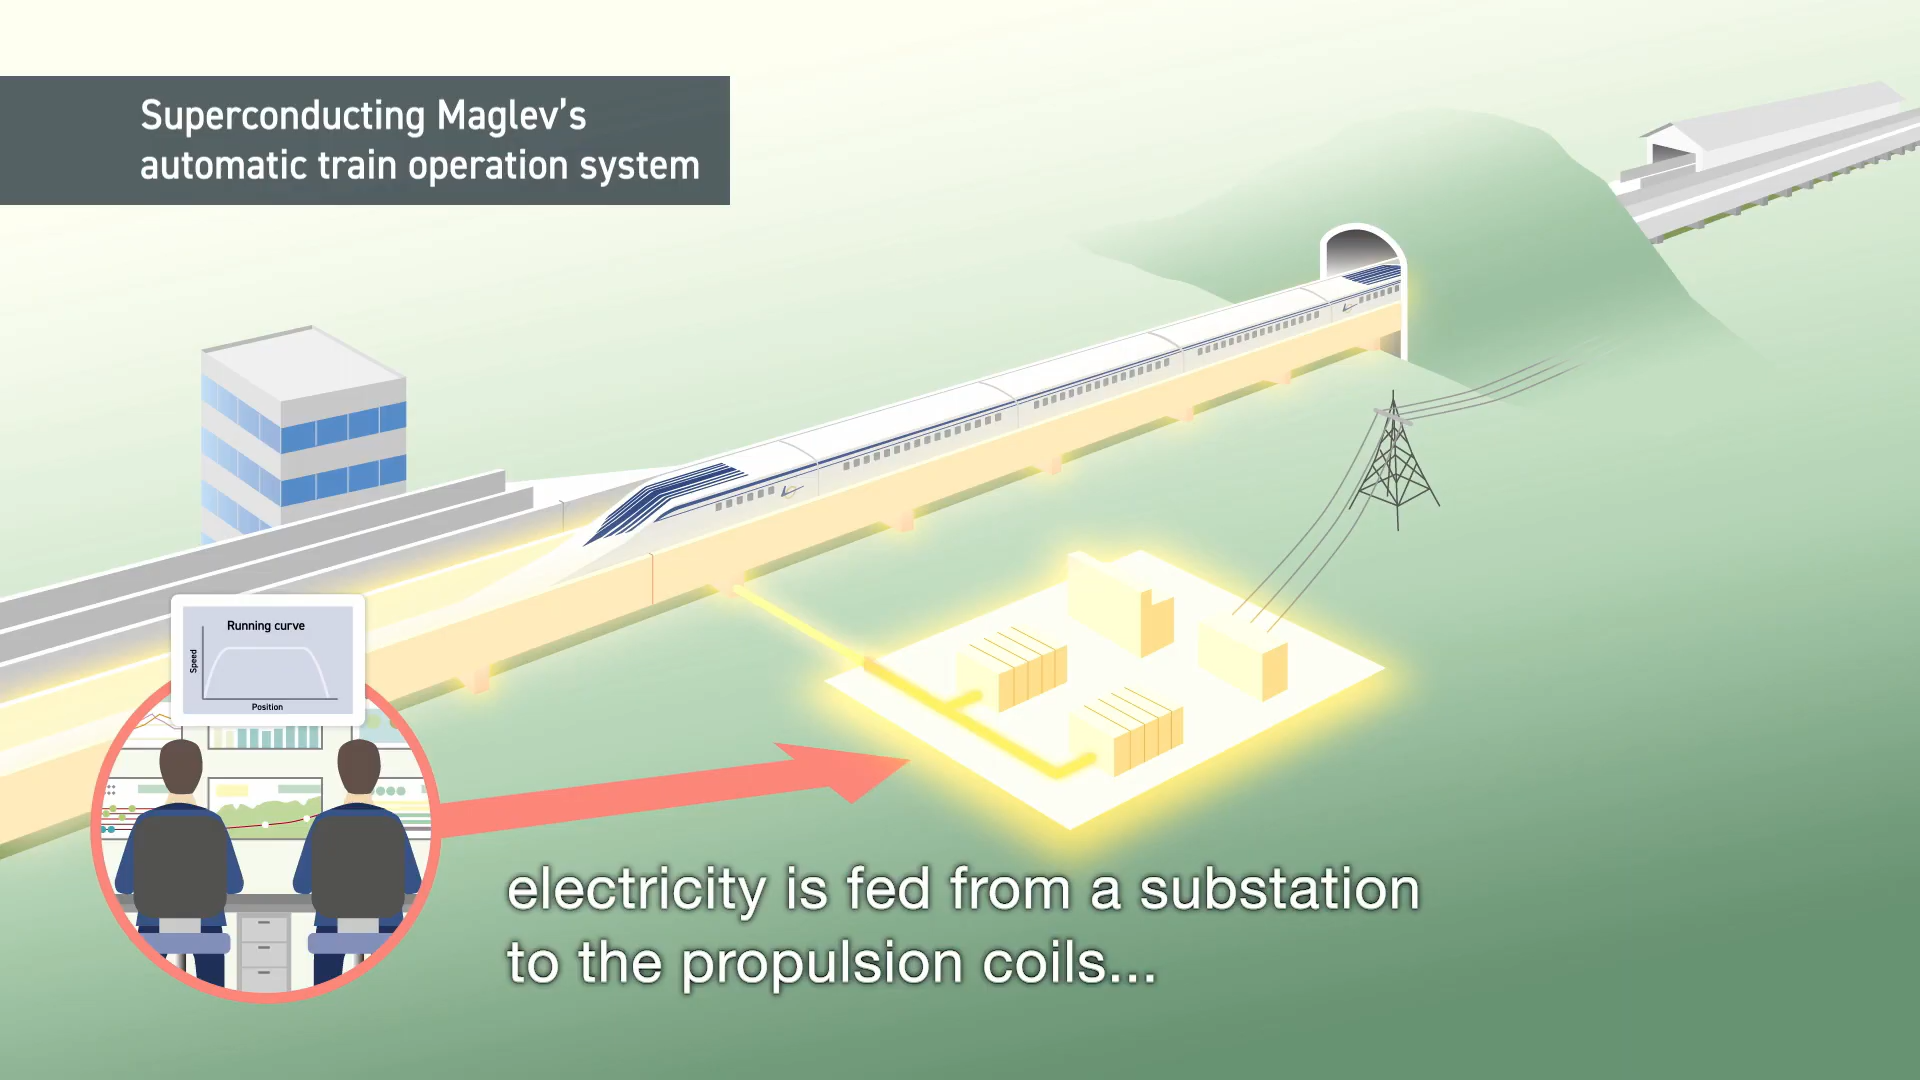 Superconducting Maglev's
automatic train operation system
Running curve
Speed
Position
electricity is fed from a substation
to the propulsion coils...